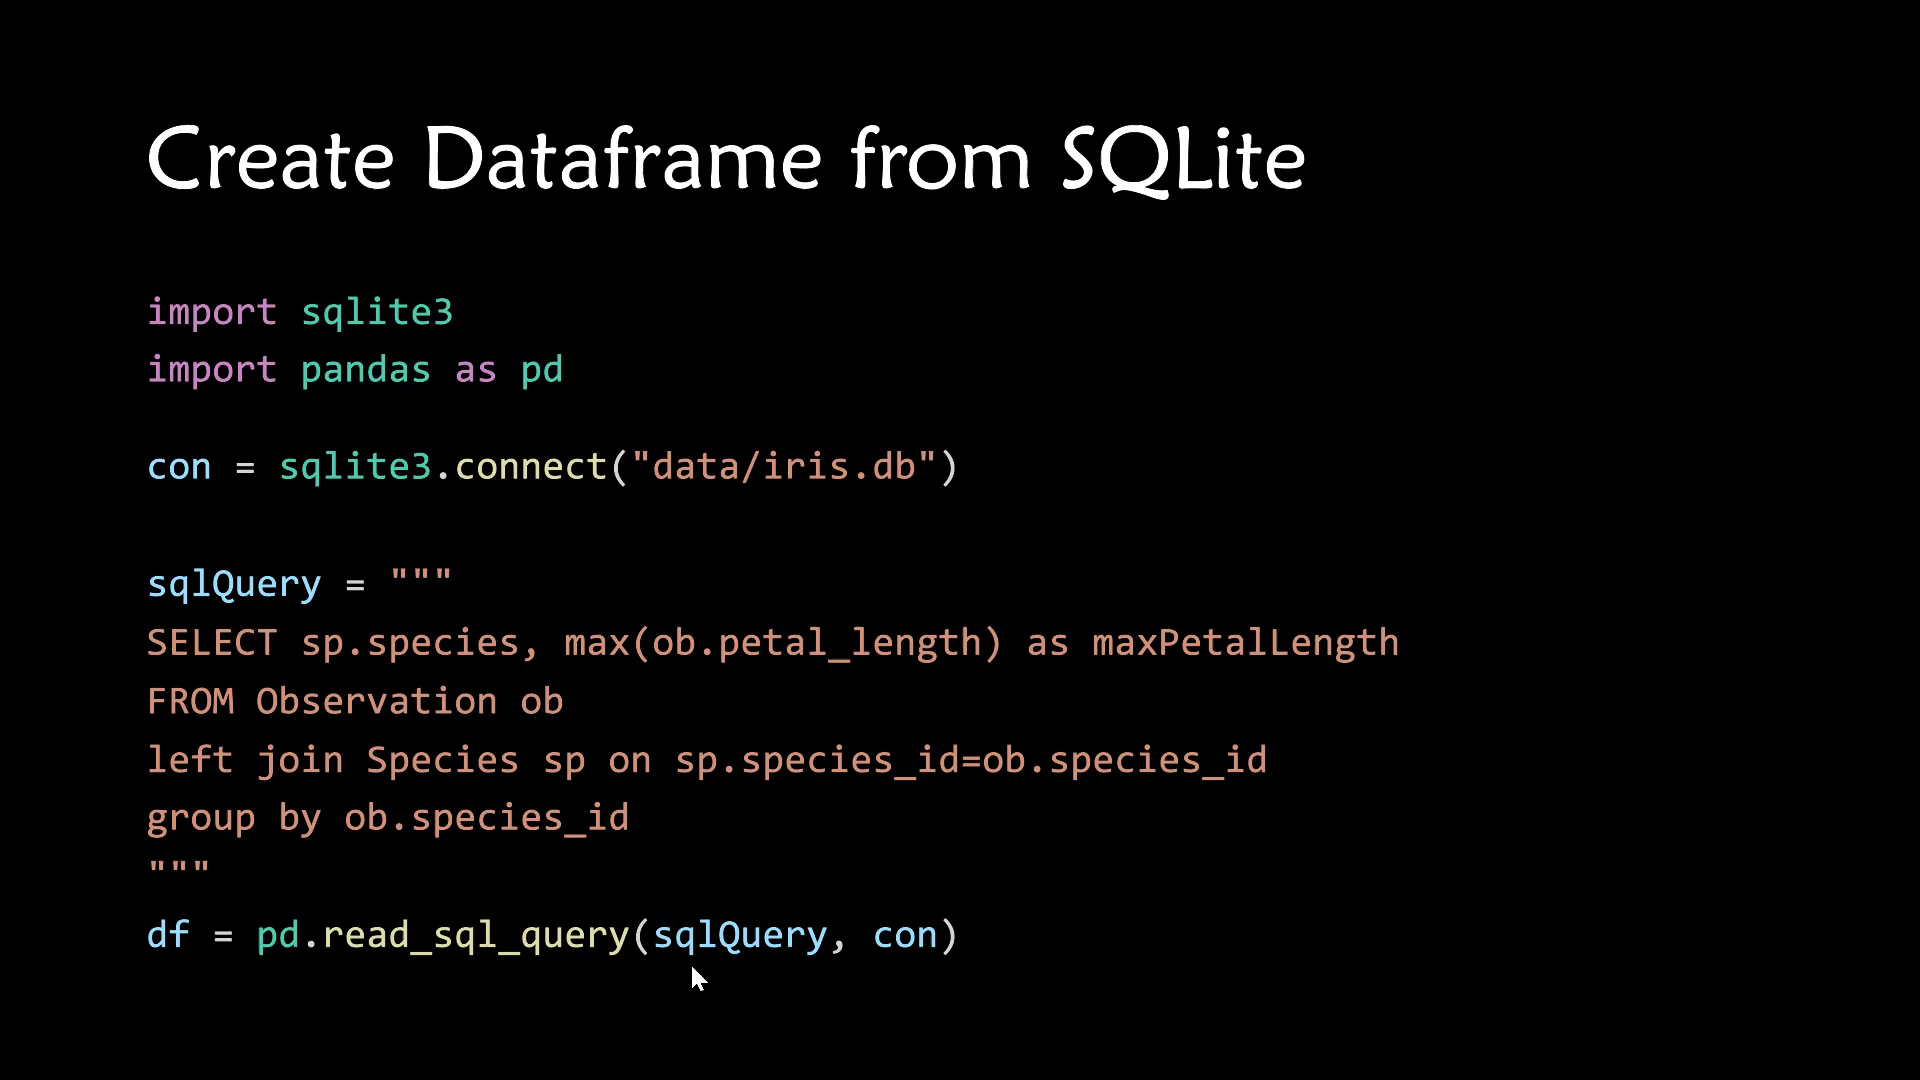 Create Dataframe from SQLite
import sqlite3
import pandas as pd
con = sqlite3.connect("data/iris.db")
sqlQuery = """
SELECT sp.species, max(ob.petal_length) as maxPetalLength
FROM Observation ob
left join Species sp on sp.species_id=ob.species_id
group by ob.species_id
"""
df = pd.read_sql_query(sqlQuery, con)